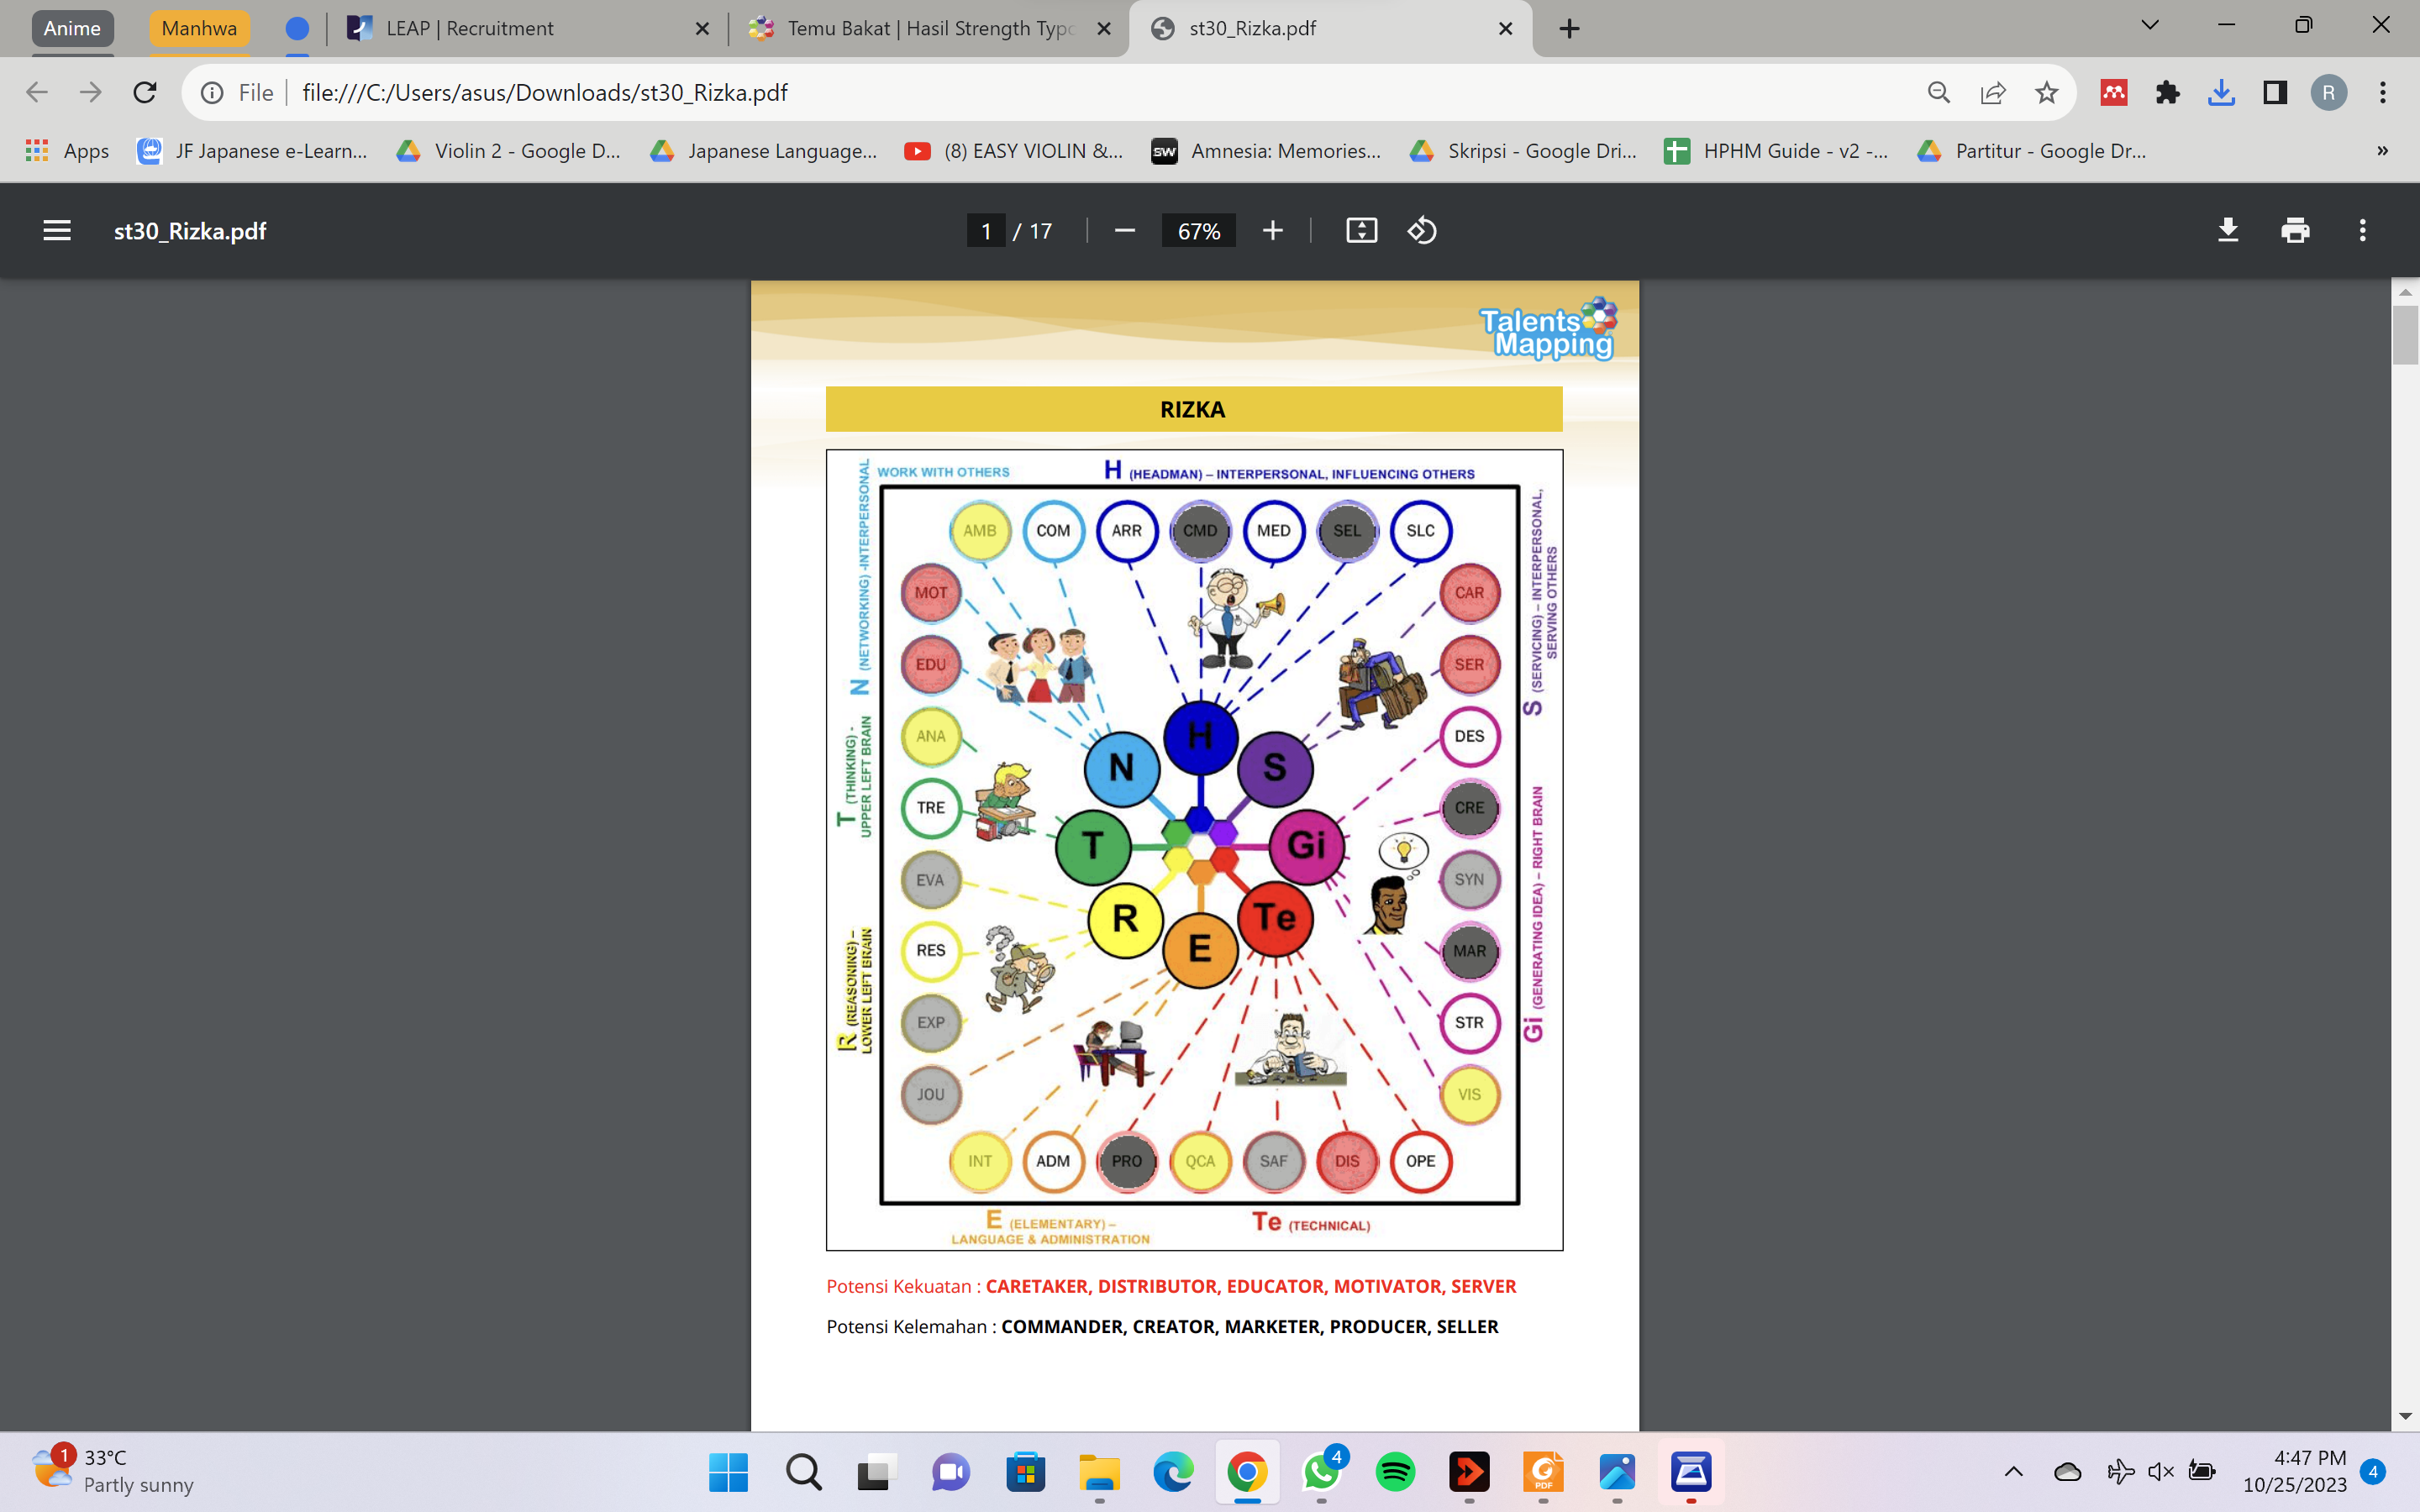 Anime
Manhwa
LEAP | Recruitment
Temu Bakat | Hasil Strength Typo
st30_Rizka.pdf
File
file:///C:/Users/asus/Downloads/st30_Rizka.pdf
R
Apps
JF Japanese e-Learn...
Violin 2 - Google D...
Japanese Language...
(8) EASY VIOLIN &...
SW
Amnesia: Memories...
Skripsi - Google Dri...
HPHM Guide - v2 -...
Partitur - Google Dr...
»
st30_Rizka.pdf
1 / 17
67%
Talents
Mapping
RIZKA
WORK WITH OTHERS
H (HEADMAN) – INTERPERSONAL, INFLUENCING OTHERS
N (NETWORKING) -INTERPERSONAL
T (THINKING) -
UPPER LEFT BRAIN
R (REASONING) –
LOWER LEFT BRAIN
S (SERVICING) – INTERPERSONAL,
SERVING OTHERS
Gi (GENERATING IDEA) – RIGHT BRAIN
AMB COM ARR CMD MED SEL SLC
MOT CAR
EDU SER
ANA DES
TRE CRE
EVA SYN
RES MAR
EXP STR
JOU VIS
INT ADM PRO QCA SAF DIS OPE
H
N S
T Gi
R Te
E
E (ELEMENTARY) –
LANGUAGE & ADMINISTRATION
Te (TECHNICAL)
Potensi Kekuatan : CARETAKER, DISTRIBUTOR, EDUCATOR, MOTIVATOR, SERVER
Potensi Kelemahan : COMMANDER, CREATOR, MARKETER, PRODUCER, SELLER
1
33°C
Partly sunny
4
PDF
4:47 PM
10/25/2023
4